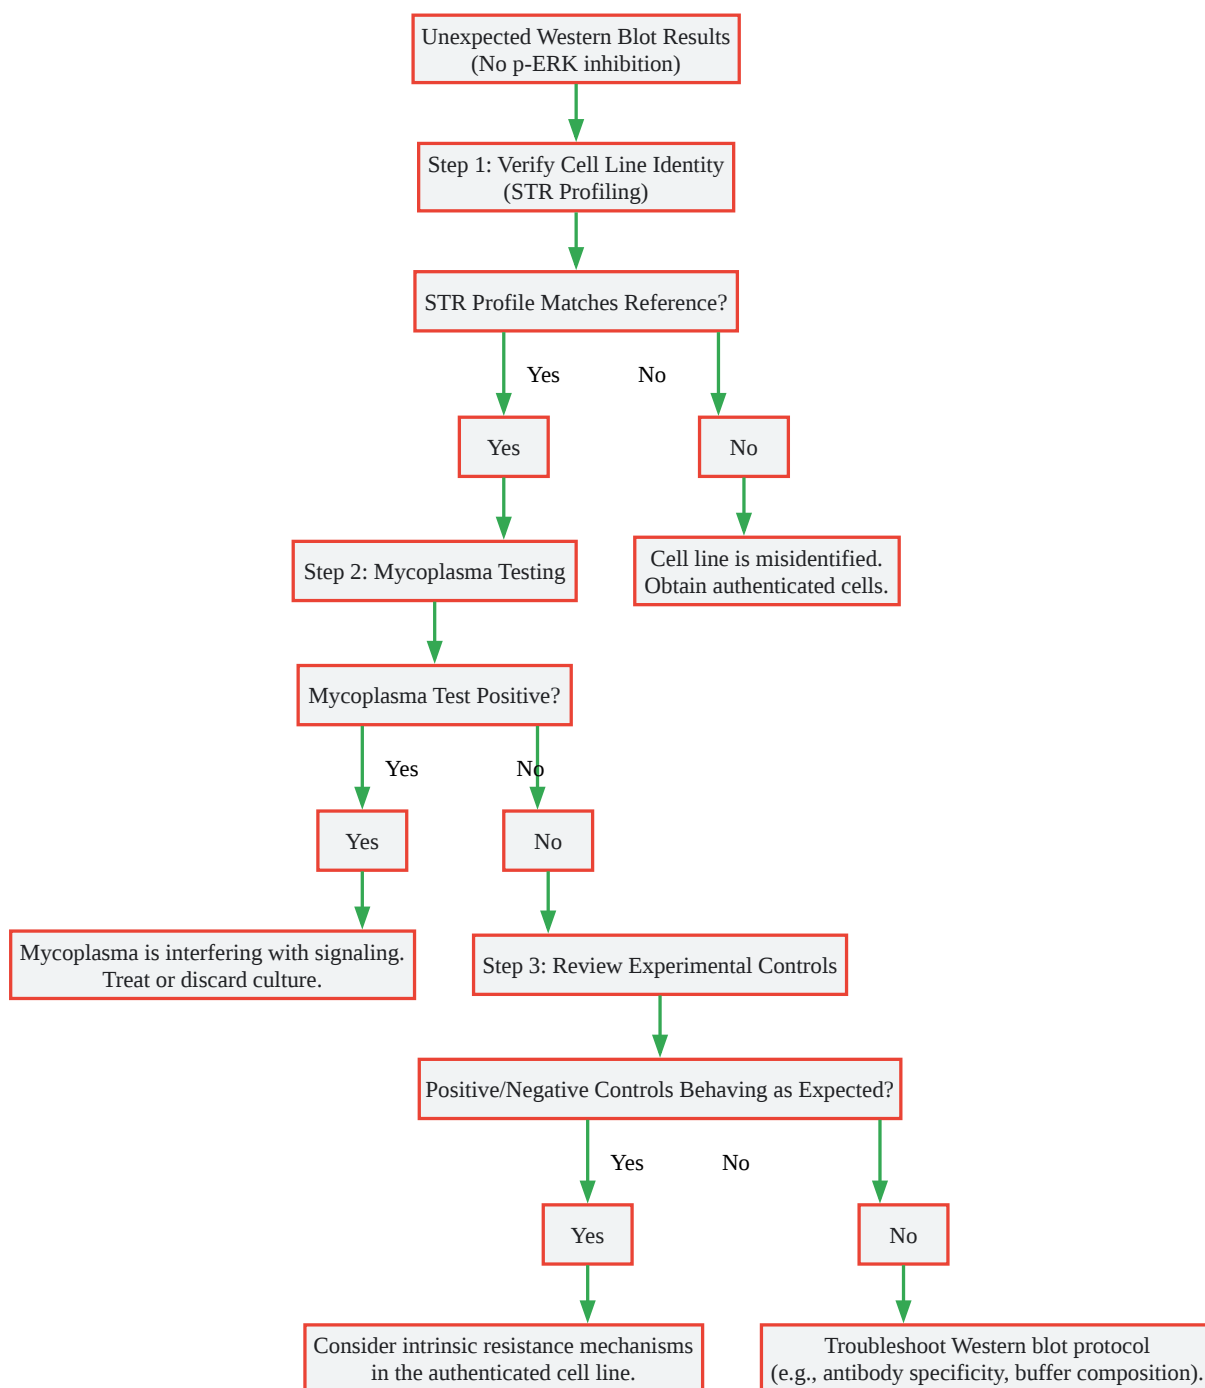 Unexpected Western Blot Results
(No p-ERK inhibition)
Step 1: Verify Cell Line Identity
(STR Profiling)
STR Profile Matches Reference?
Yes
No
Yes
No
Step 2: Mycoplasma Testing
Cell line is misidentified.
Obtain authenticated cells.
Mycoplasma Test Positive?
Yes
No
Yes
No
Mycoplasma is interfering with signaling.
Treat or discard culture.
Step 3: Review Experimental Controls
Positive/Negative Controls Behaving as Expected?
Yes
No
Yes
No
Consider intrinsic resistance mechanisms
in the authenticated cell line.
Troubleshoot Western blot protocol
(e.g., antibody specificity, buffer composition).